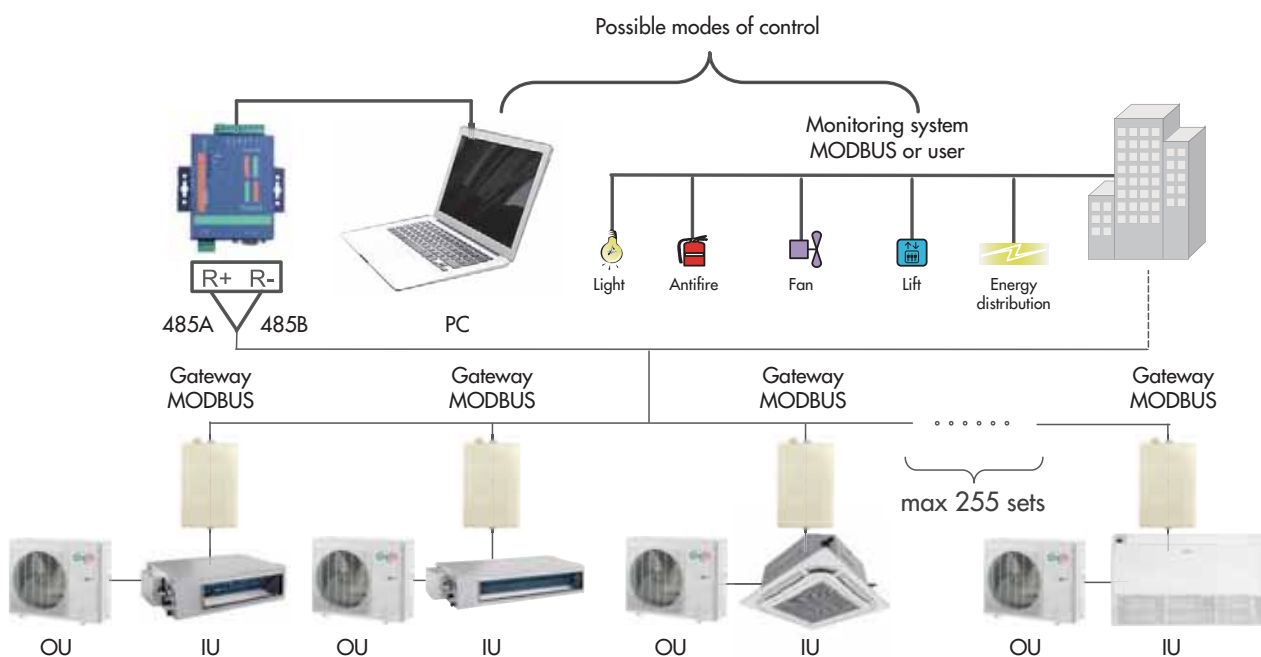 Possible modes of control
Monitoring system
MODBUS or user
Light
Antifire
Fan
Lift
Energy
distribution
R+ R-
485A
485B
PC
Gateway
MODBUS
Gateway
MODBUS
Gateway
MODBUS
Gateway
MODBUS
max 255 sets
OU
IU
OU
IU
OU
IU
OU
IU